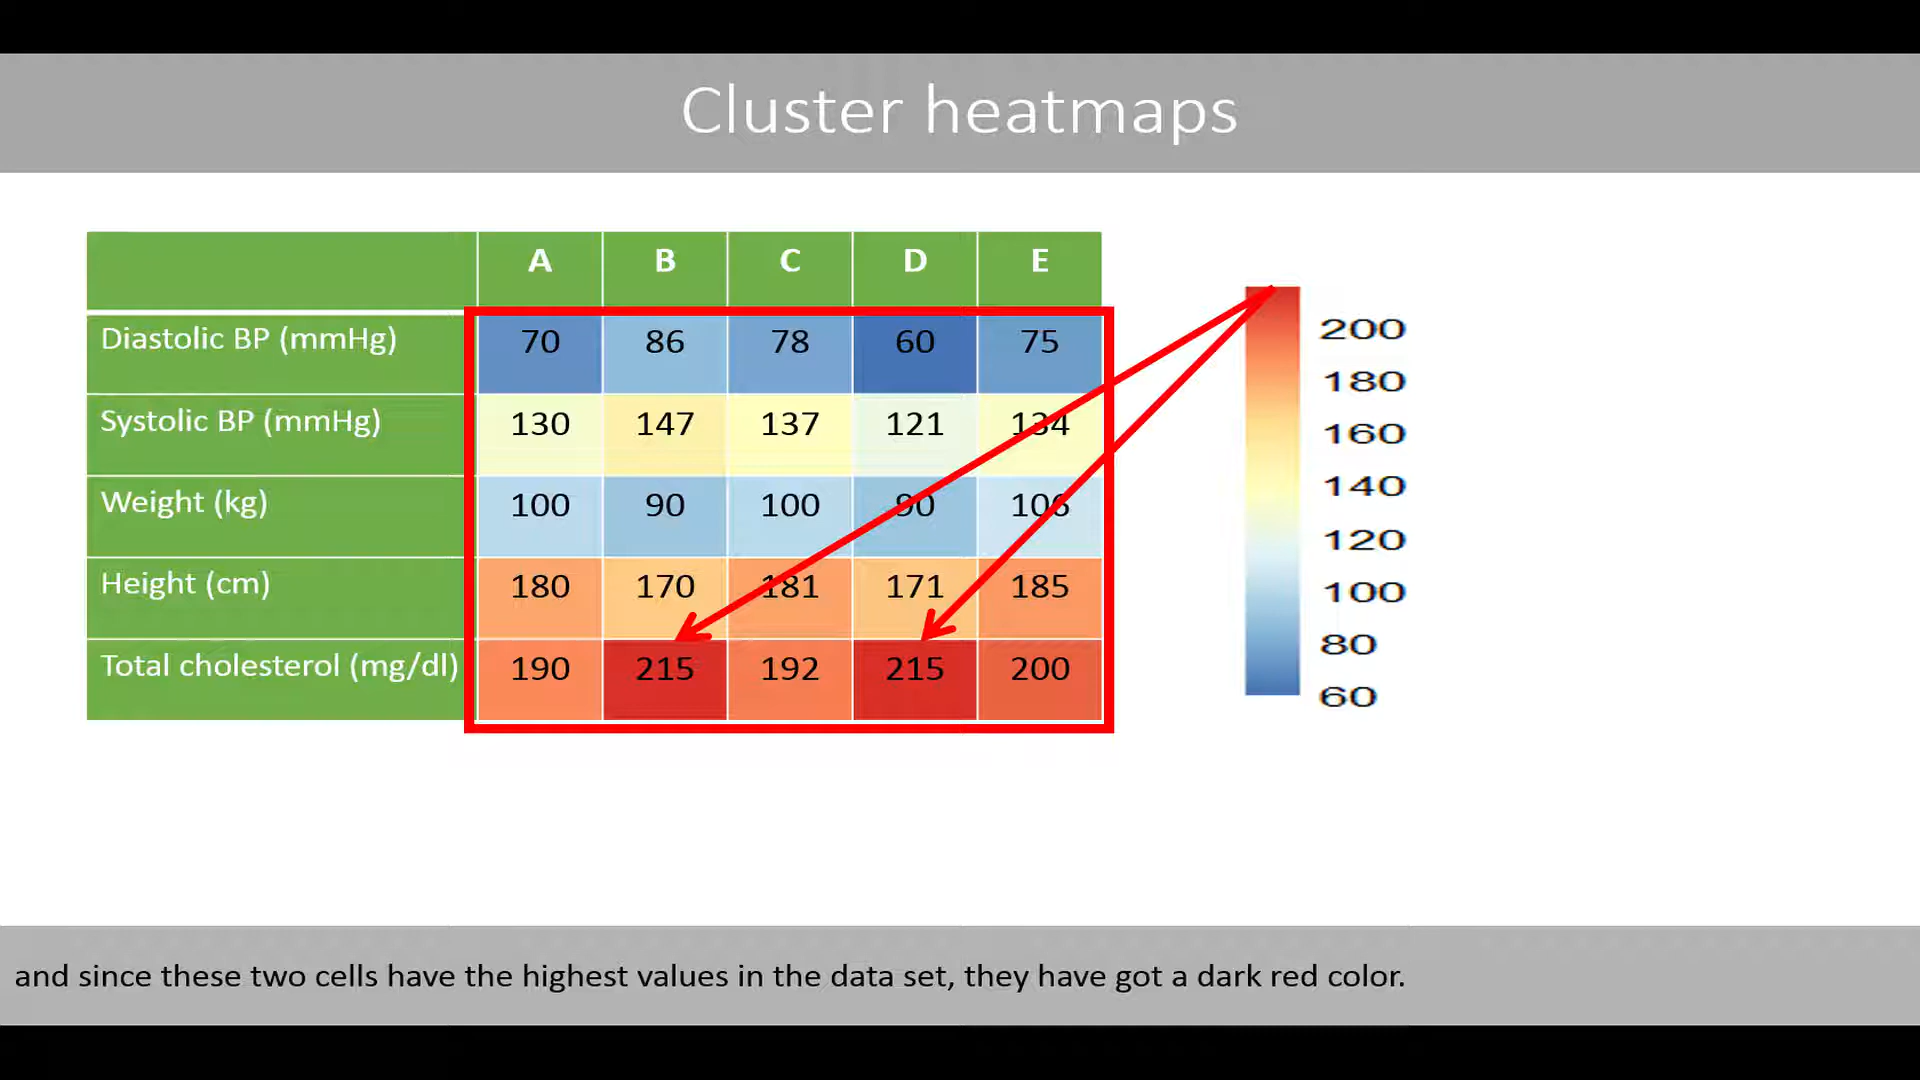 Cluster heatmaps
A B C D E
Diastolic BP (mmHg) 70 86 78 60 75
Systolic BP (mmHg) 130 147 137 121 134
Weight (kg) 100 90 100 90 106
Height (cm) 180 170 181 171 185
Total cholesterol (mg/dl) 190 215 192 215 200
200
180
160
140
120
100
80
60
and since these two cells have the highest values in the data set, they have got a dark red color.